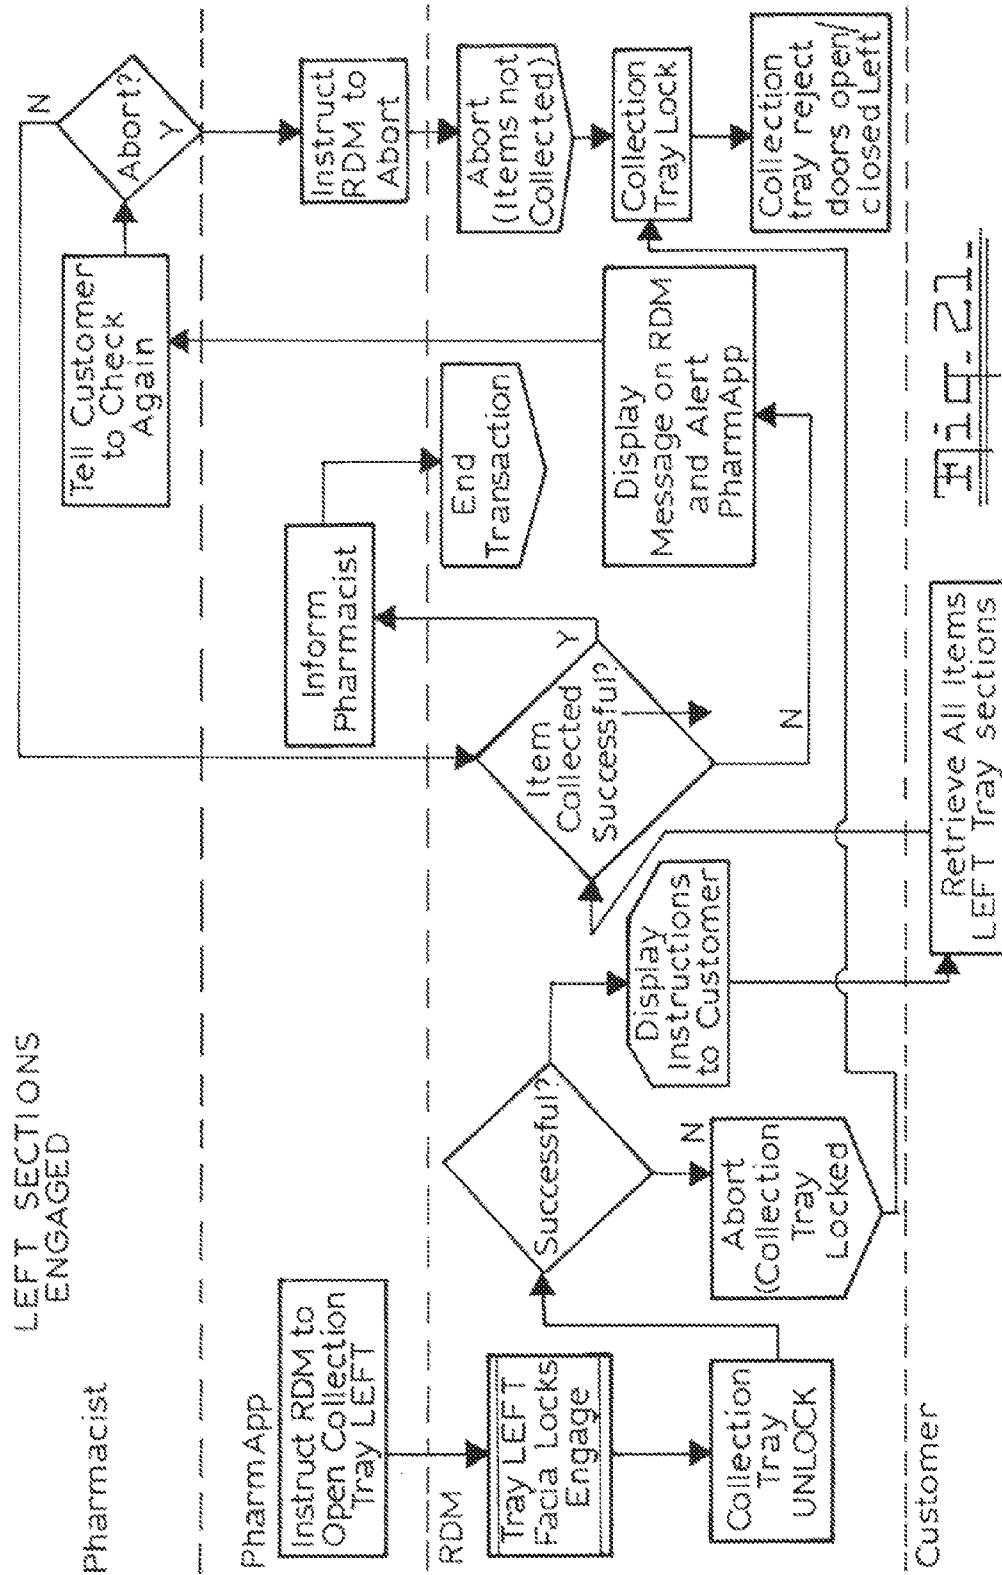 LEFT SECTIONS
ENGAGED
Pharmacist
Tell Customer
to Check
Again
Abort?
N
Y
PharmApp
Instruct RDM to
Open Collection
Tray LEFT
Inform
Pharmacist
Instruct
RDM to
Abort
RDM
Tray LEFT
Facia Locks
Engage
Collection
Tray
UNLOCK
Successful?
N
Abort
(Collection
Tray
Locked
Display
Instructions
to Customer
Item
Collected
Successful?
Y
N
End
Transaction
Display
Message on RDM
and Alert
PharmApp
Abort
(Items not
Collected)
Collection
Tray Lock
Collection
tray reject
doors open/
closed Left
Customer
Retrieve All Items
LEFT Tray sections
Fig. 21.